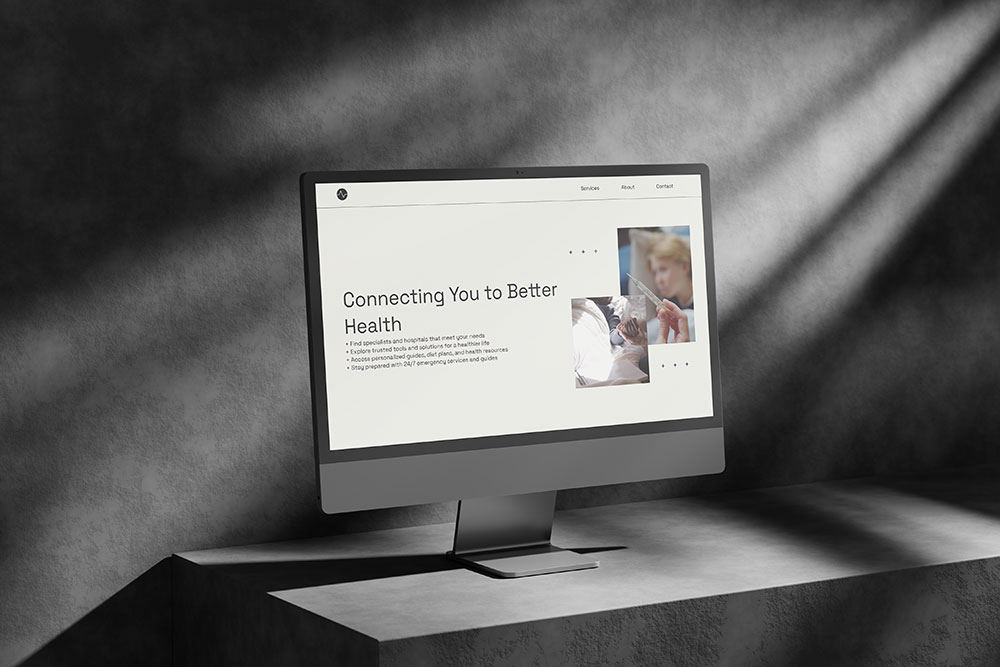 Services About Contact
Connecting You to Better
Health
• Find specialists and hospitals that meet your needs
• Explore trusted tools and solutions for a healthier life
• Access personalized guides, diet plans, and health resources
• Stay prepared with 24/7 emergency services and guides